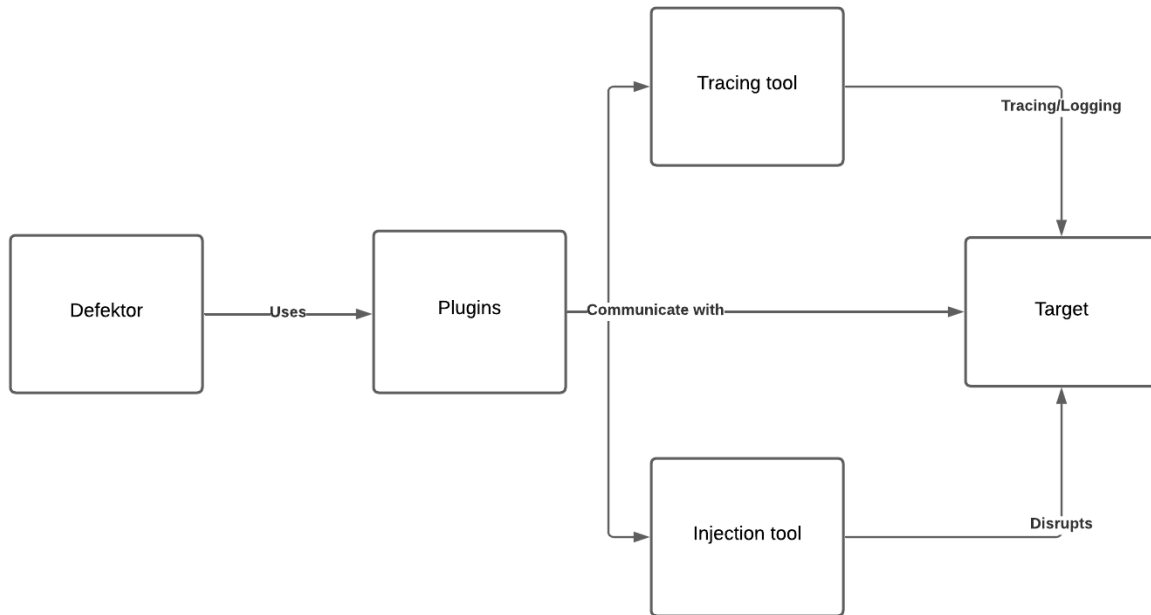 Tracing tool
Tracing/Logging
Defektor
Uses
Plugins
Communicate with
Target
Injection tool
Disrupts